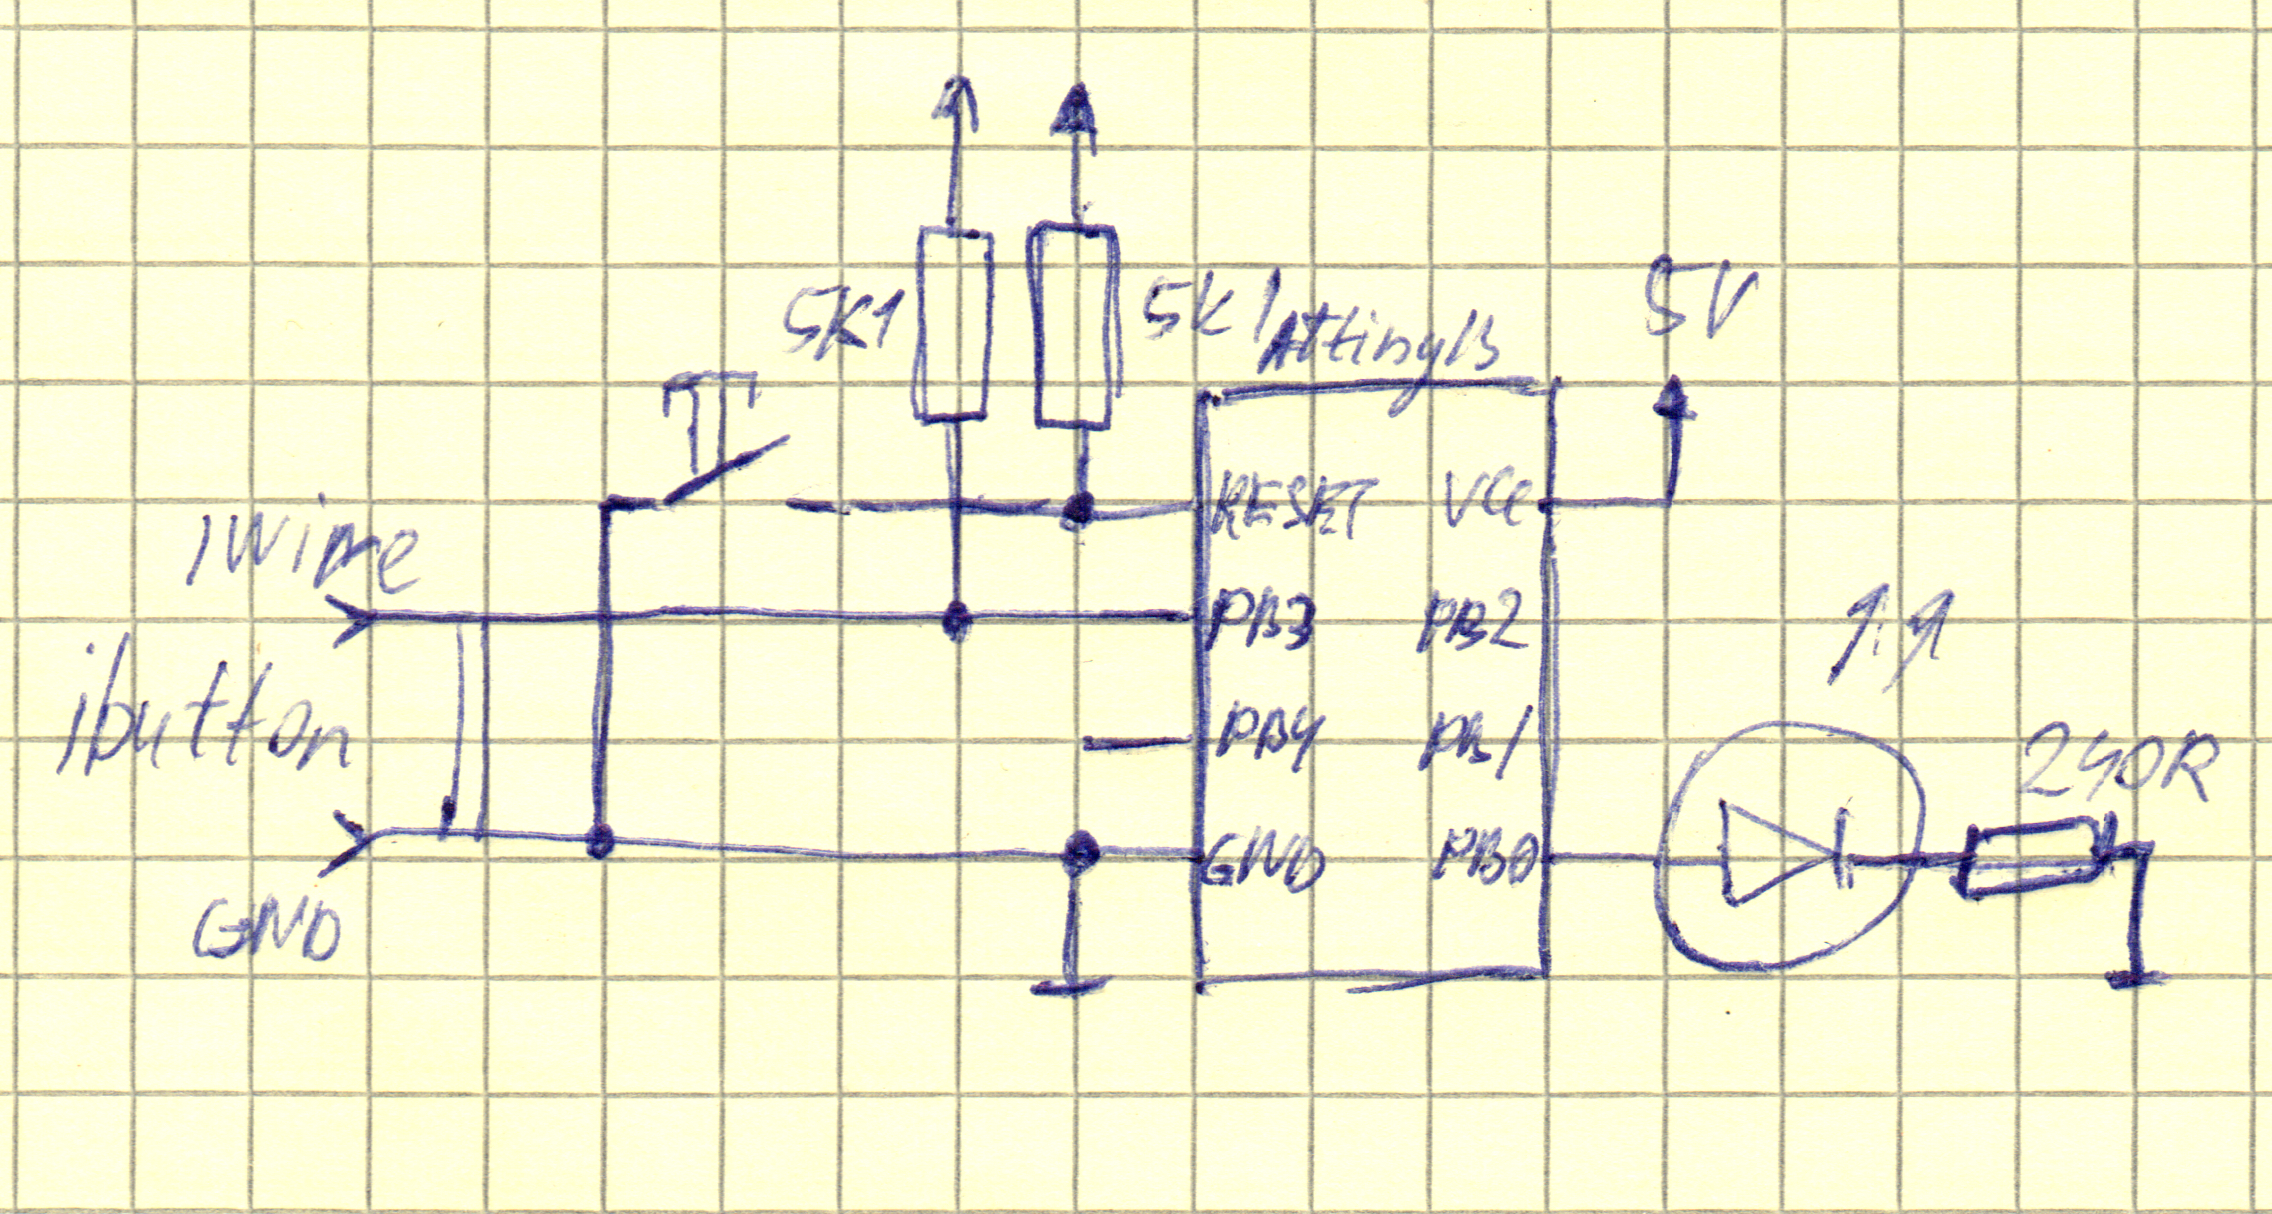 5K1
5K1
Attiny13
5V
RESET
VCC
1Wire
PB3
PB2
ibutton
PB4
PB1
240R
GND
PB0
GND